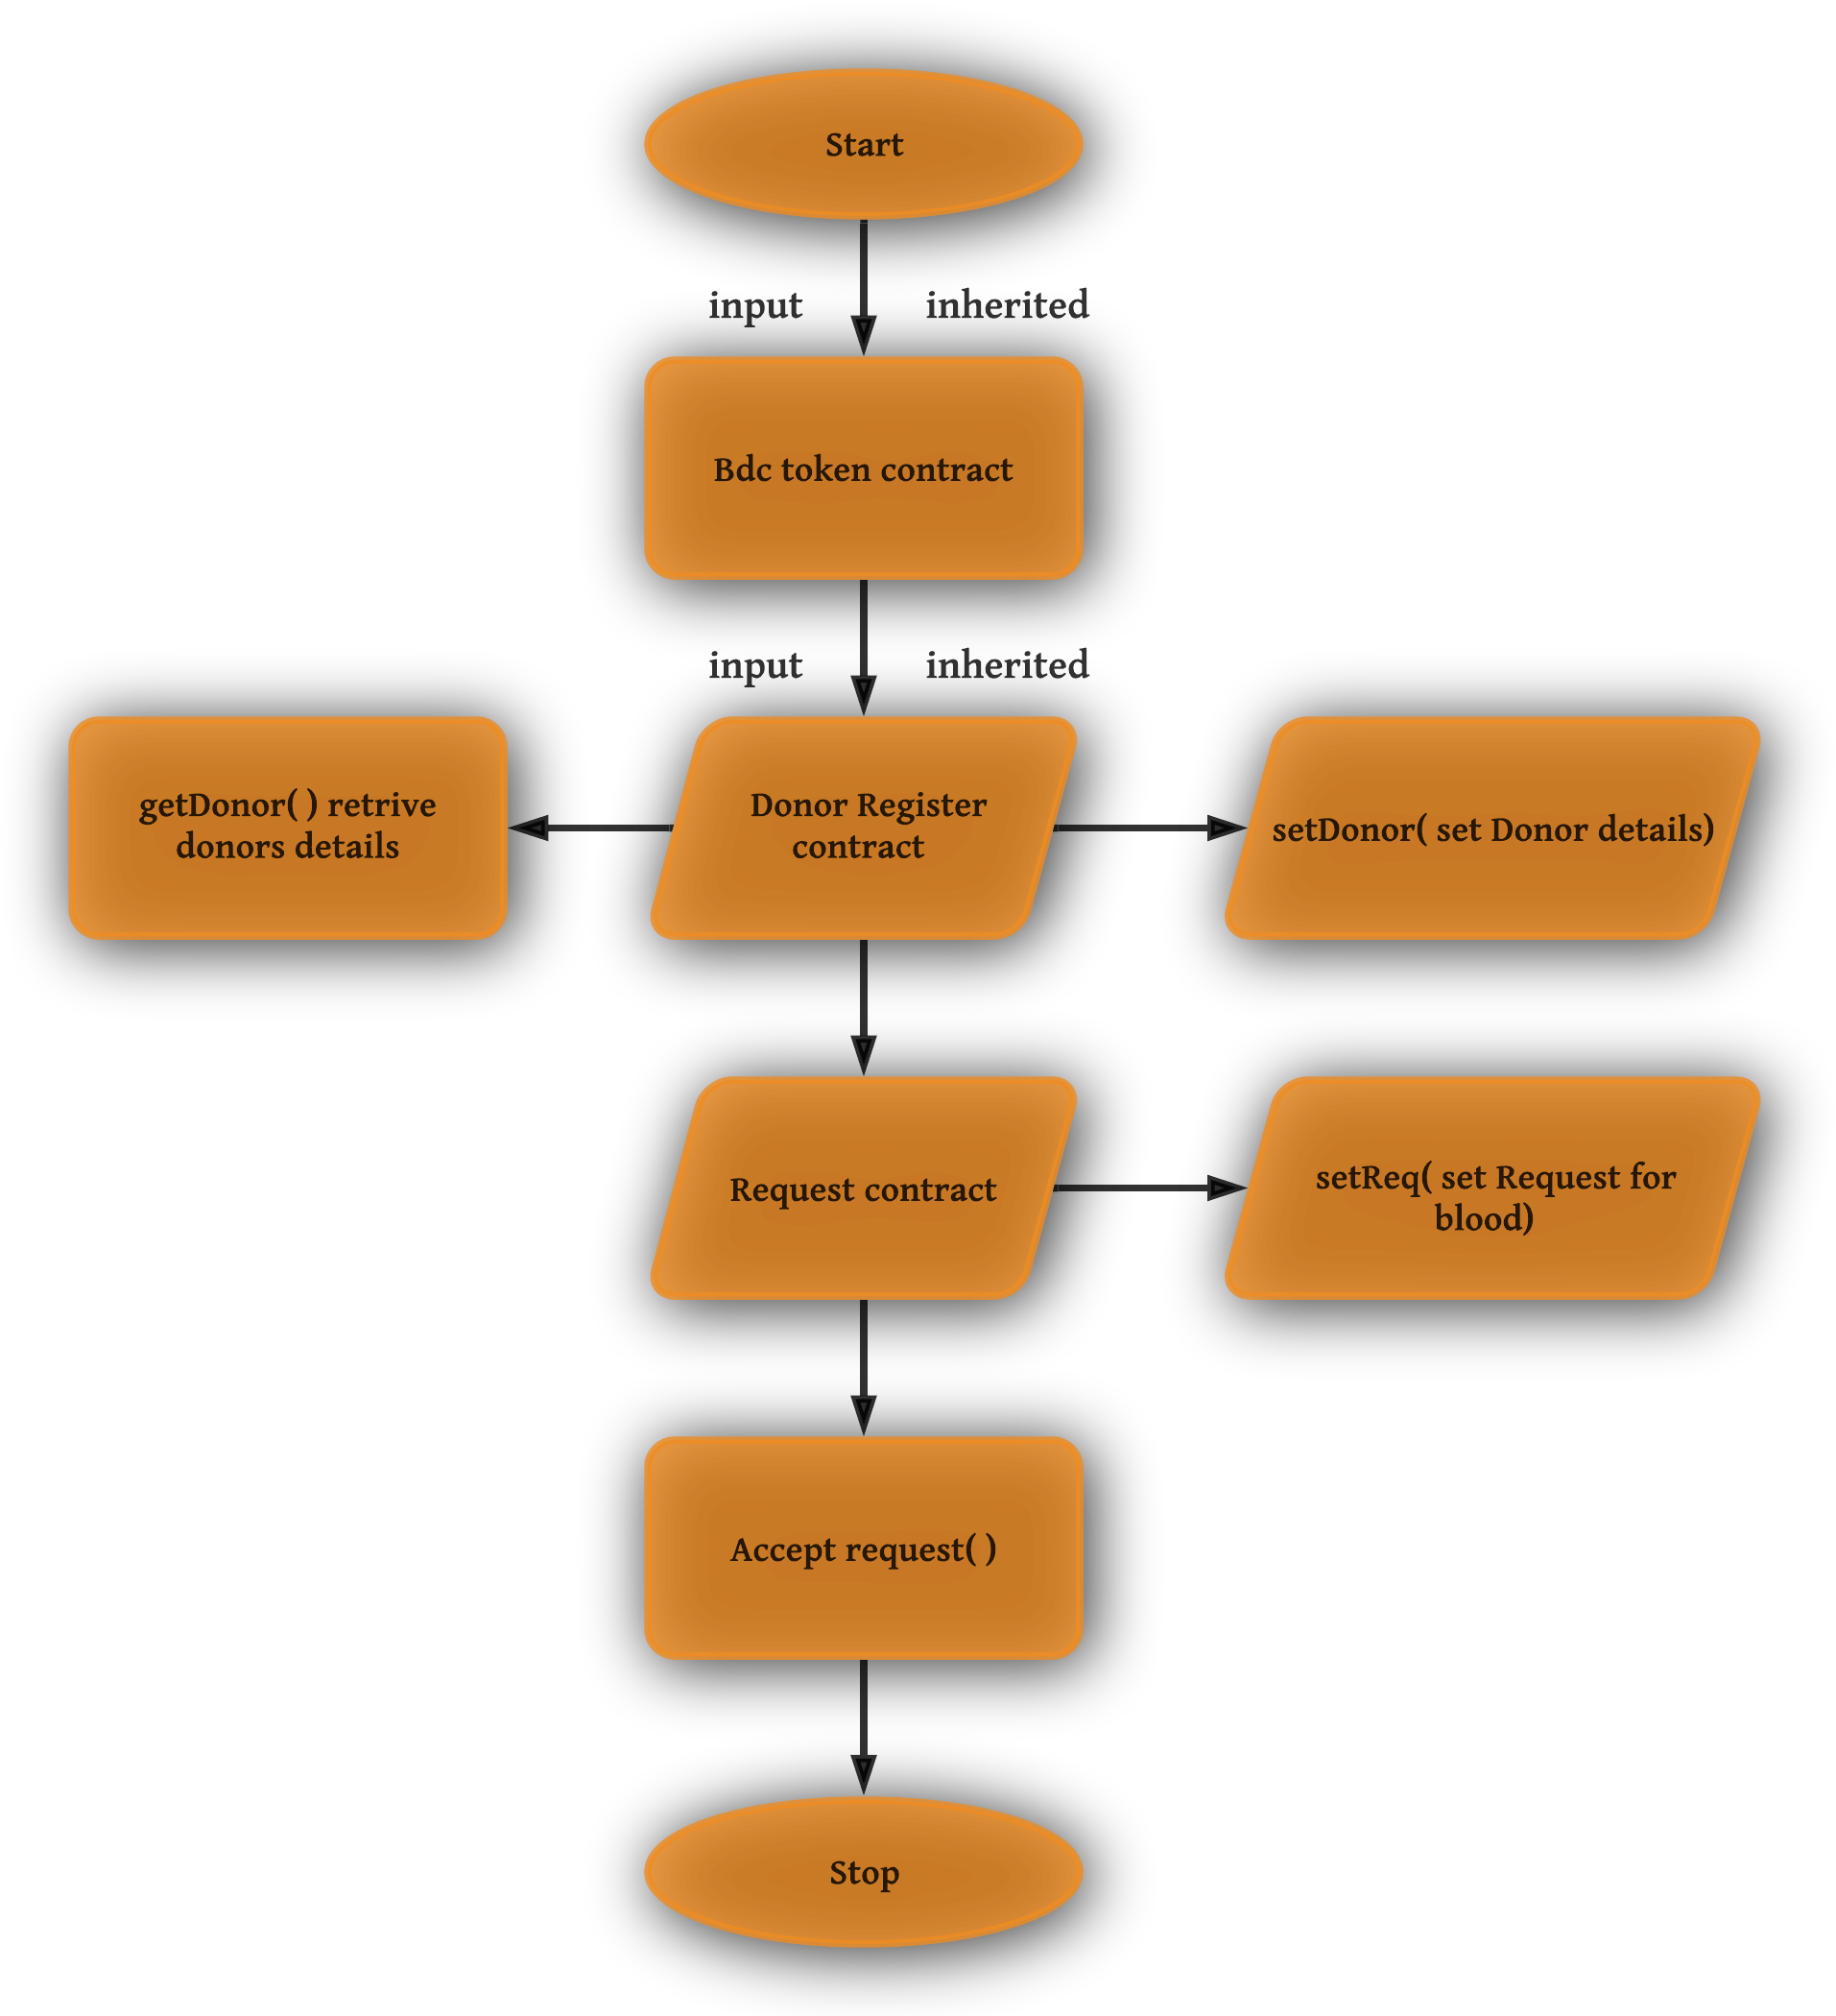 Start
input inherited
Bdc token contract
input inherited
getDonor( ) retrive
donors details
Donor Register
contract
setDonor( set Donor details)
Request contract
setReq( set Request for
blood)
Accept request( )
Stop